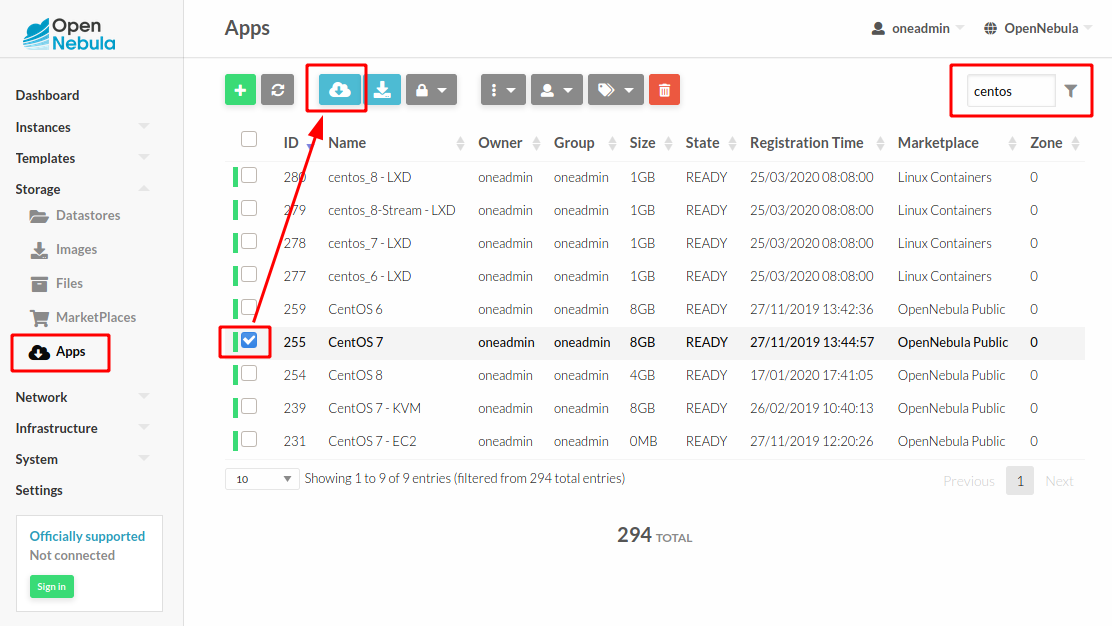 Open
Nebula
Apps
oneadmin
OpenNebula
centos
Dashboard
Instances
Templates
Storage
Datastores
Images
Files
MarketPlaces
Apps
Network
Infrastructure
System
Settings
Officially supported
Not connected
Sign in
ID Name Owner Group Size State Registration Time Marketplace Zone
280 centos_8 - LXD oneadmin oneadmin 1GB READY 25/03/2020 08:08:00 Linux Containers 0
279 centos_8-Stream - LXD oneadmin oneadmin 1GB READY 25/03/2020 08:08:00 Linux Containers 0
278 centos_7 - LXD oneadmin oneadmin 1GB READY 25/03/2020 08:08:00 Linux Containers 0
277 centos_6 - LXD oneadmin oneadmin 1GB READY 25/03/2020 08:08:00 Linux Containers 0
259 CentOS 6 oneadmin oneadmin 8GB READY 27/11/2019 13:42:36 OpenNebula Public 0
255 CentOS 7 oneadmin oneadmin 8GB READY 27/11/2019 13:44:57 OpenNebula Public 0
254 CentOS 8 oneadmin oneadmin 4GB READY 17/01/2020 17:41:05 OpenNebula Public 0
239 CentOS 7 - KVM oneadmin oneadmin 8GB READY 26/02/2019 10:40:13 OpenNebula Public 0
231 CentOS 7 - EC2 oneadmin oneadmin 0MB READY 27/11/2019 12:20:26 OpenNebula Public 0
10 Showing 1 to 9 of 9 entries (filtered from 294 total entries)
Previous 1 Next
294 TOTAL